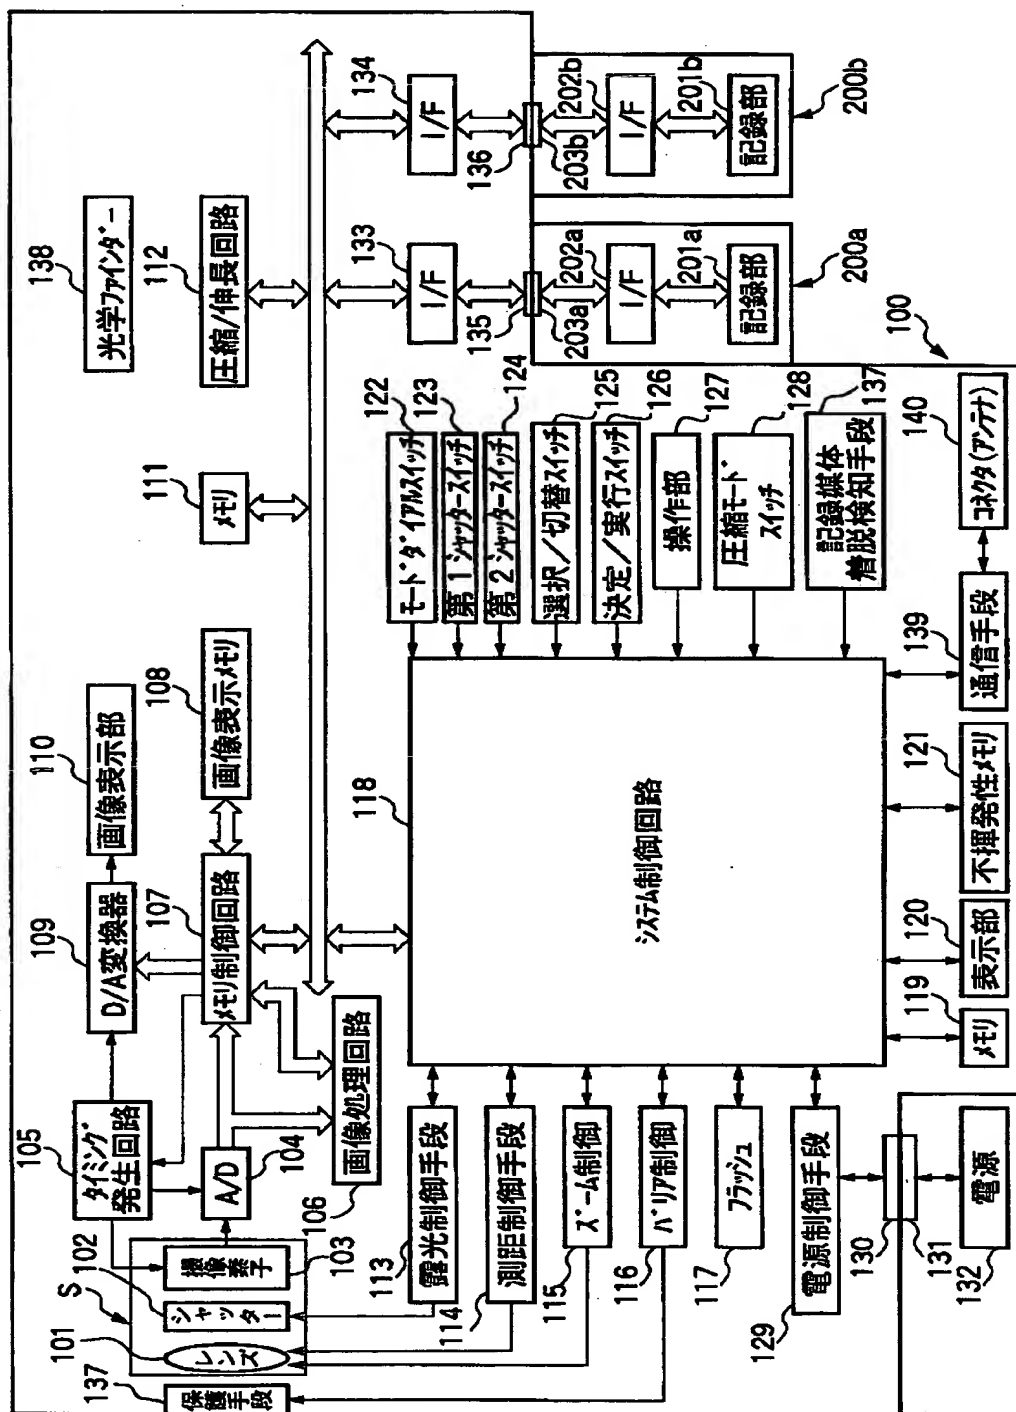 137
保護手段
101
レンズ
S
102
シャッター
撮像素子
103
105
タイミング
発生回路
A/D
104
画像処理回路
106
109
D/A変換器
110
画像表示部
107
メモリ制御回路
108
画像表示メモリ
111
メモリ
138
光学ファインダー
112
圧縮/伸長回路
113
露光制御手段
114
測距制御手段
115
ズーム制御
116
バリア制御
117
フラッシュ
129
電源制御手段
130
131
電源
132
118
システム制御回路
モードダイアルスイッチ
122
第1シャッタースイッチ
123
第2シャッタースイッチ
124
選択/切替スイッチ
125
決定/実行スイッチ
126
操作部
127
圧縮モード
スイッチ
128
記録媒体
着脱検知手段
137
119
メモリ
120
表示部
121
不揮発性メモリ
139
通信手段
140
コネクタ(アンテナ)
100
133
I/F
135
203a
202a
I/F
201a
記録部
200a
134
I/F
136
203b
202b
I/F
201b
記録部
200b